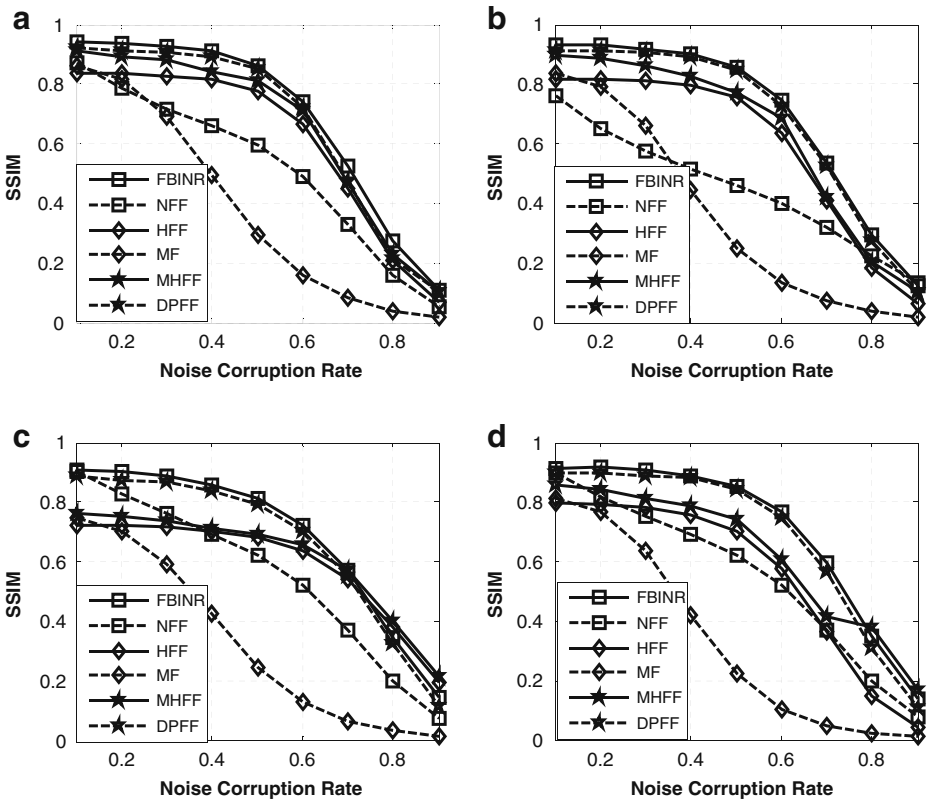 a
1
0.8
0.6
0.4
0.2
0
SSIM
FBINR
NFF
HFF
MF
MHFF
DPFF
0.2 0.4 0.6 0.8
Noise Corruption Rate
b
1
0.8
0.6
0.4
0.2
0
SSIM
FBINR
NFF
HFF
MF
MHFF
DPFF
0.2 0.4 0.6 0.8
Noise Corruption Rate
c
1
0.8
0.6
0.4
0.2
0
SSIM
FBINR
NFF
HFF
MF
MHFF
DPFF
0.2 0.4 0.6 0.8
Noise Corruption Rate
d
1
0.8
0.6
0.4
0.2
0
SSIM
FBINR
NFF
HFF
MF
MHFF
DPFF
0.2 0.4 0.6 0.8
Noise Corruption Rate